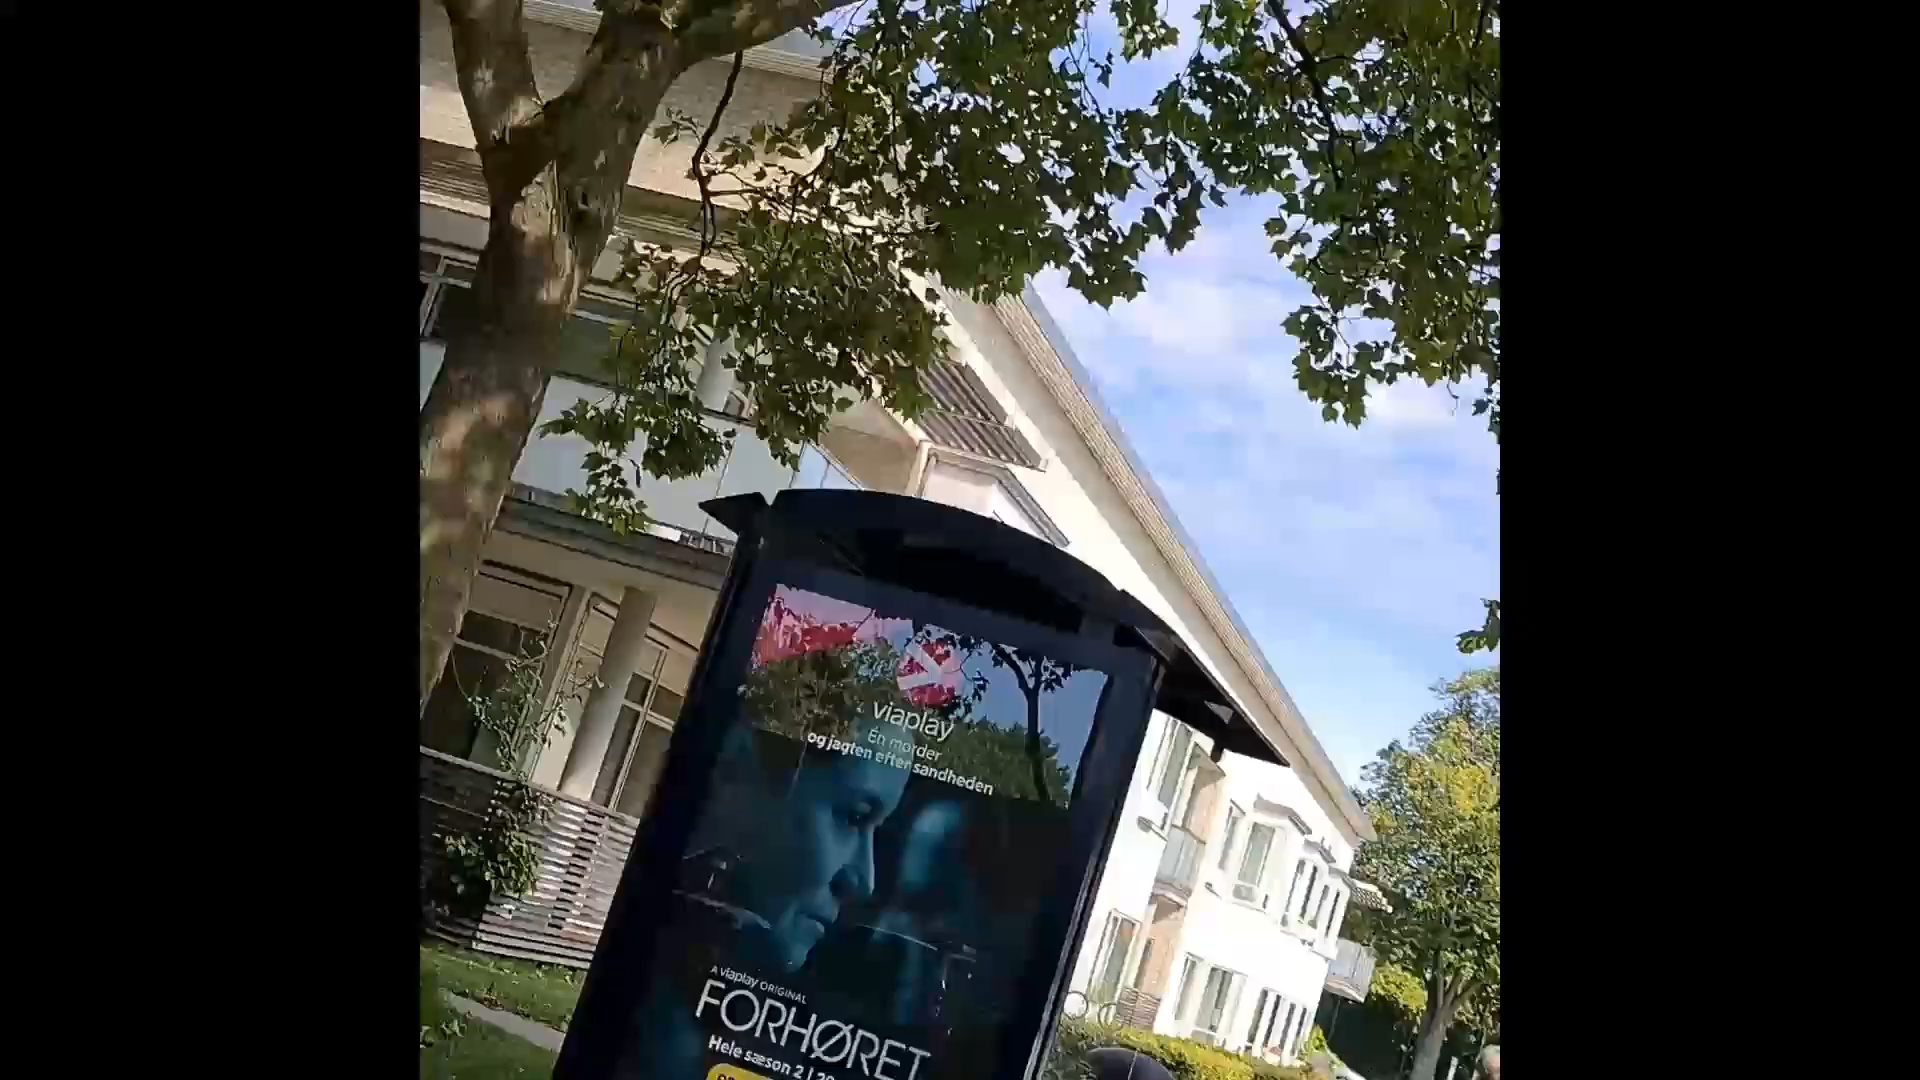 viaplay
Én morder
og jagten efter sandheden
A viaplay ORIGINAL
FORHØRET
Hele sæson 2 |